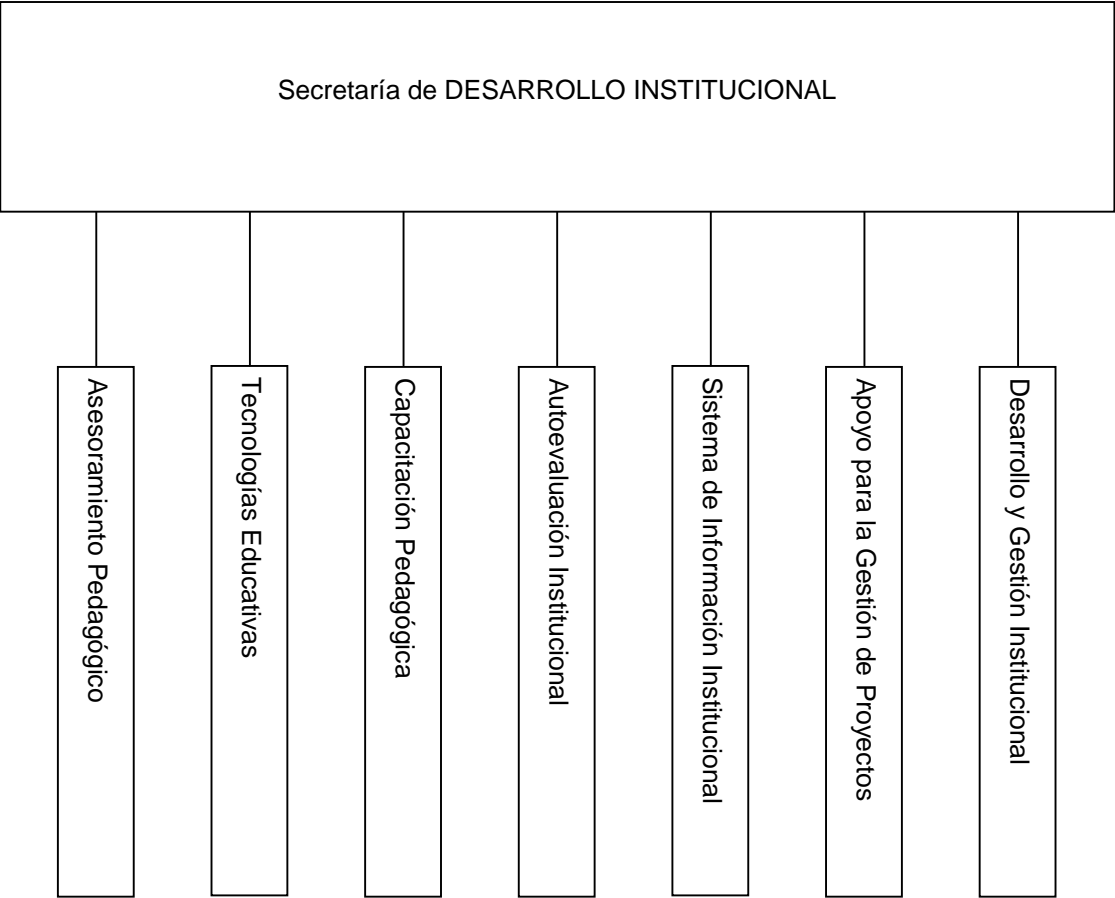 Secretaría de DESARROLLO INSTITUCIONAL
Asesoramiento Pedagógico
Tecnologías Educativas
Capacitación Pedagógica
Autoevaluación Institucional
Sistema de Información Institucional
Apoyo para la Gestión de Proyectos
Desarrollo y Gestión Institucional